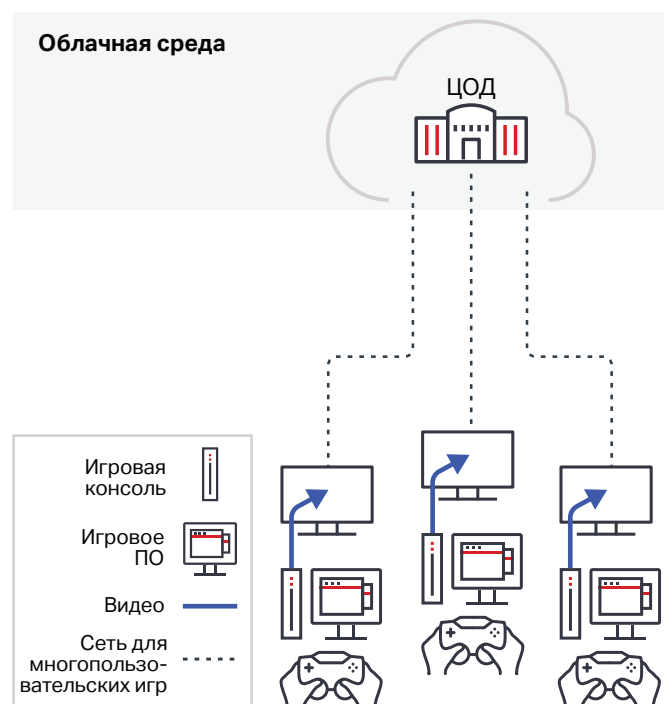 Облачная среда
ЦОД
Игровая
консоль
Игровое
ПО
Видео
Сеть для
многопользо-
вательских игр